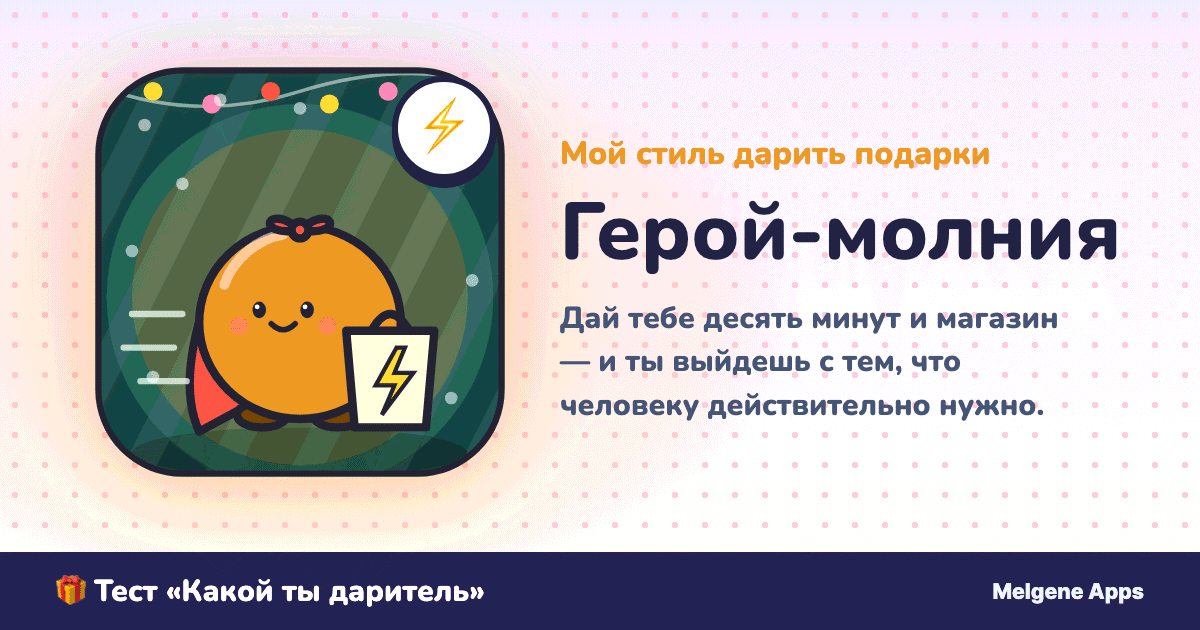 Мой стиль дарить подарки
Герой-молния
Дай тебе десять минут и магазин
— и ты выйдешь с тем, что
человеку действительно нужно.
Тест «Какой ты даритель»
Melgene Apps